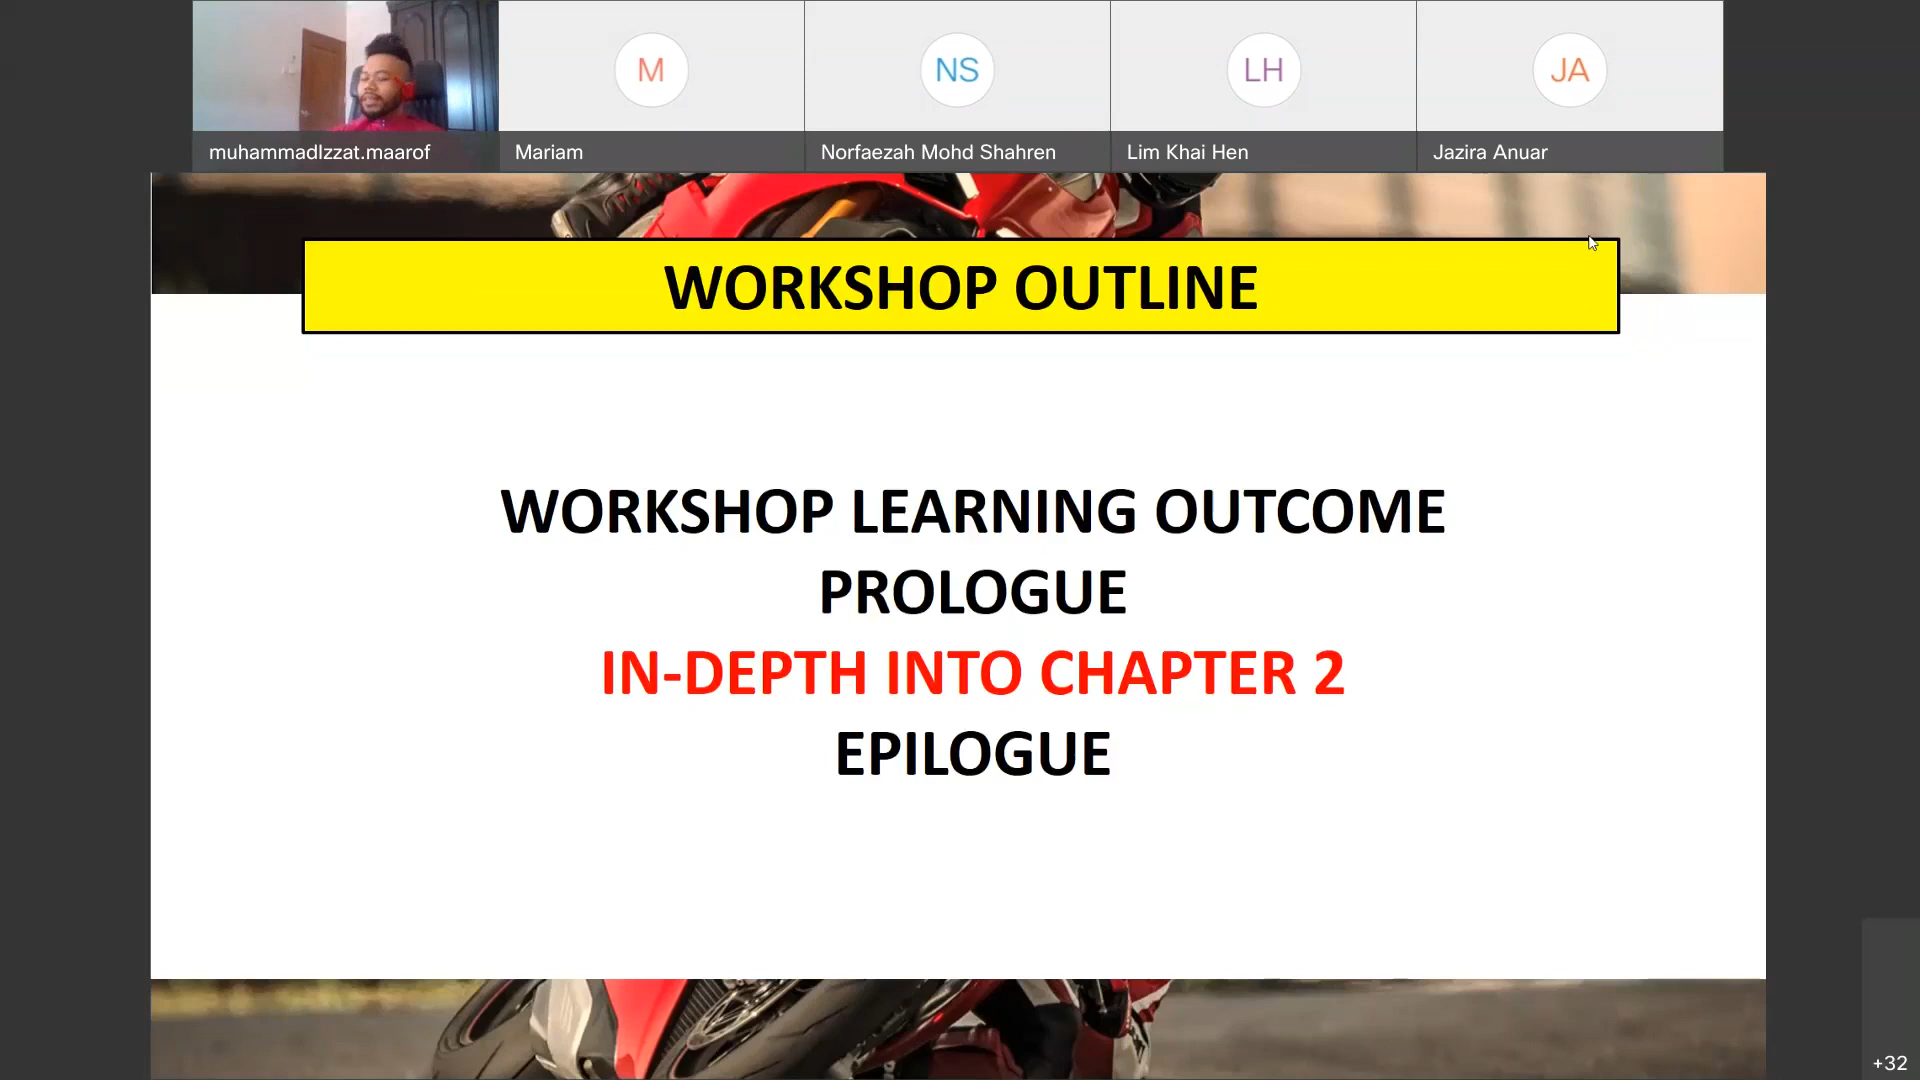 M
NS
LH
JA
muhammadIzzat.maarof
Mariam
Norfaezah Mohd Shahren
Lim Khai Hen
Jazira Anuar
WORKSHOP OUTLINE
WORKSHOP LEARNING OUTCOME
PROLOGUE
IN-DEPTH INTO CHAPTER 2
EPILOGUE
+32